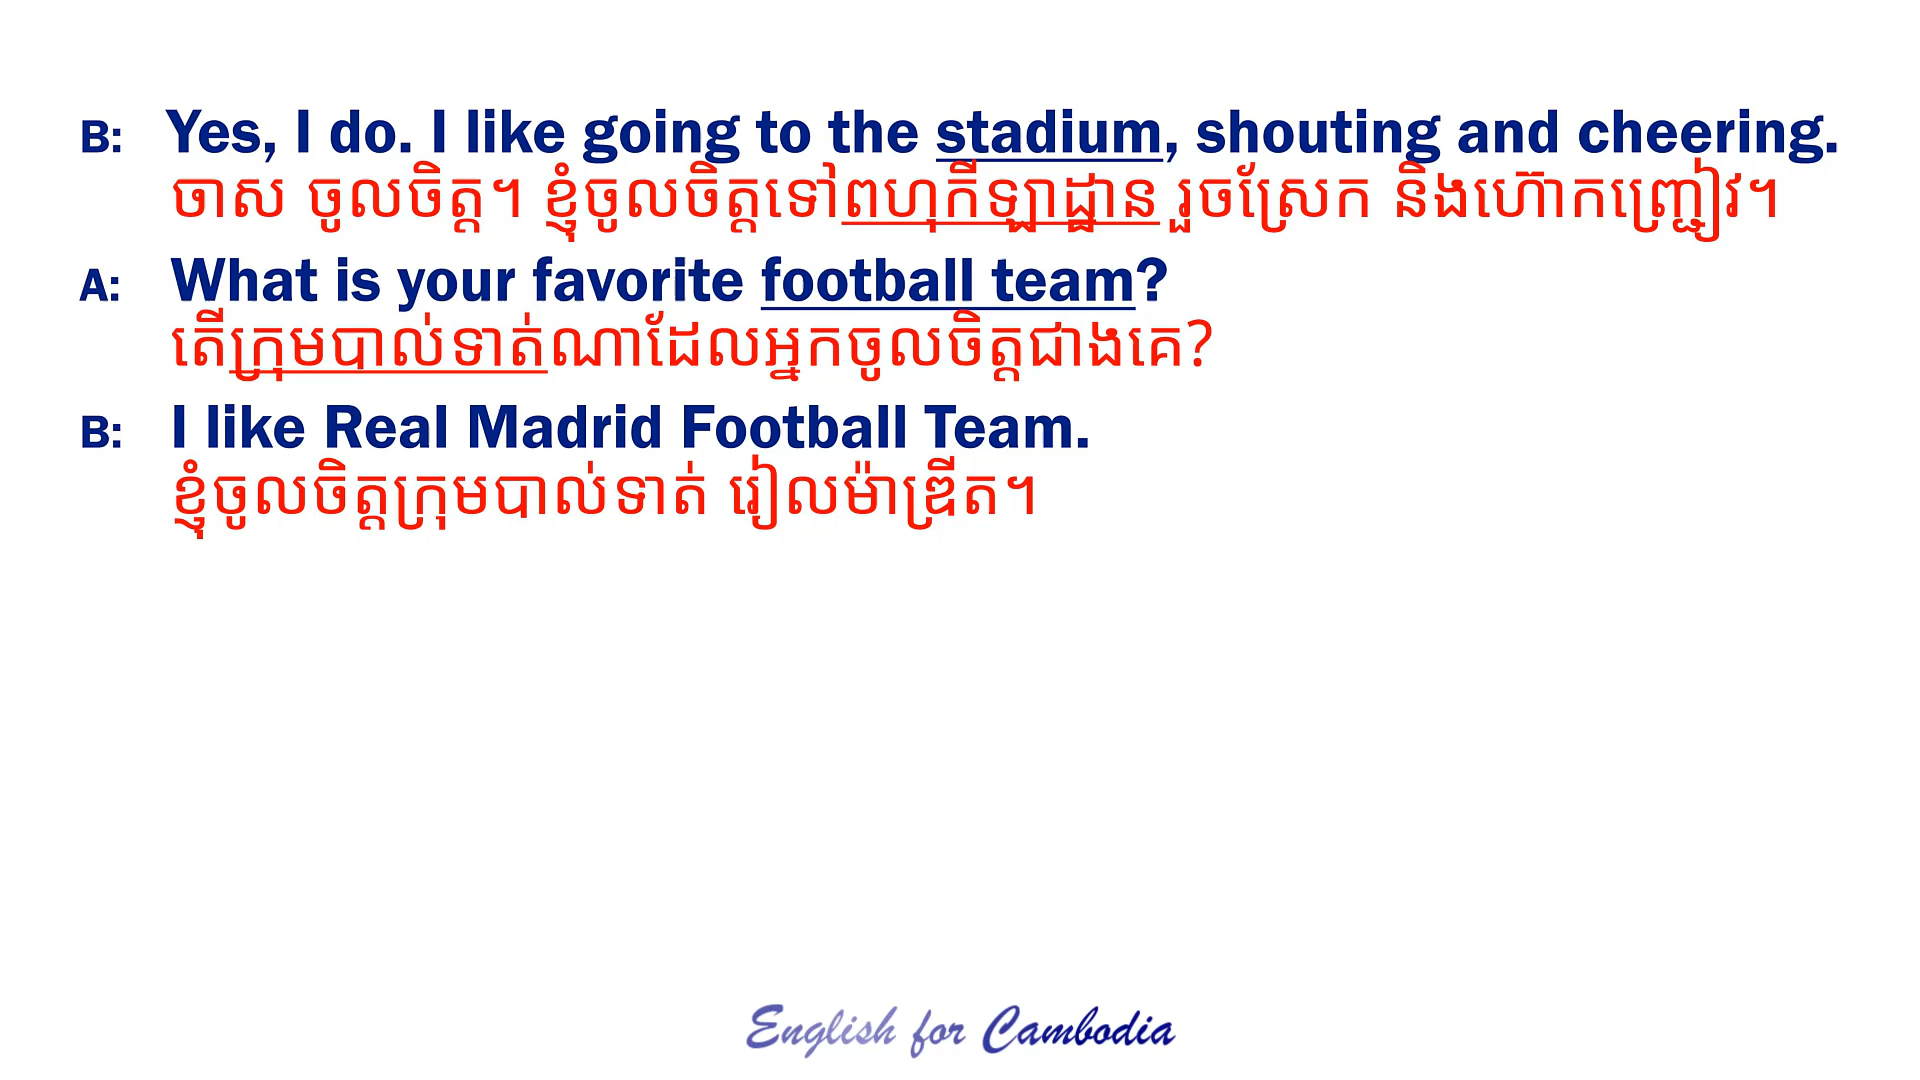 B: Yes, I do. I like going to the stadium, shouting and cheering.
ចាស ចូលចិត្ត។ ខ្ញុំចូលចិត្តទៅពហុកីឡាដ្ឋាន រួចស្រែក និងហ៊ោកញ្ជ្រៀវ។
A: What is your favorite football team?
តើក្រុមបាល់ទាត់ណាដែលអ្នកចូលចិត្តជាងគេ?
B: I like Real Madrid Football Team.
ខ្ញុំចូលចិត្តក្រុមបាល់ទាត់ រៀលម៉ាឌ្រីត។
English for Cambodia